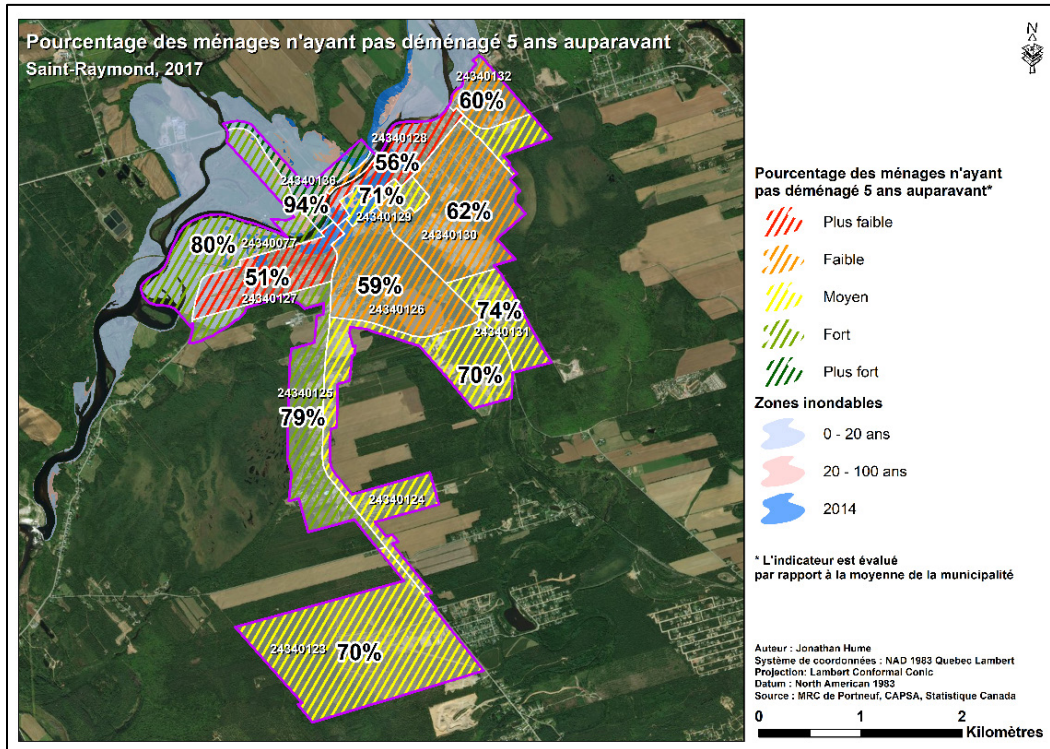 Pourcentage des ménages n'ayant pas déménagé 5 ans auparavant
Saint-Raymond, 2017
N
24340132
60%
24340128
56%
24340136
94%
71%
24340129
62%
24340130
80%
24340077
51%
24340127
59%
24340126
74%
24340131
70%
24340125
79%
24340124
24340123
70%
Pourcentage des ménages n'ayant
pas déménagé 5 ans auparavant*
Plus faible
Faible
Moyen
Fort
Plus fort
Zones inondables
0 - 20 ans
20 - 100 ans
2014
* L'indicateur est évalué
par rapport à la moyenne de la municipalité
Auteur : Jonathan Hume
Système de coordonnées : NAD 1983 Quebec Lambert
Projection: Lambert Conformal Conic
Datum : North American 1983
Source : MRC de Portneuf, CAPSA, Statistique Canada
0 1 2
Kilomètres